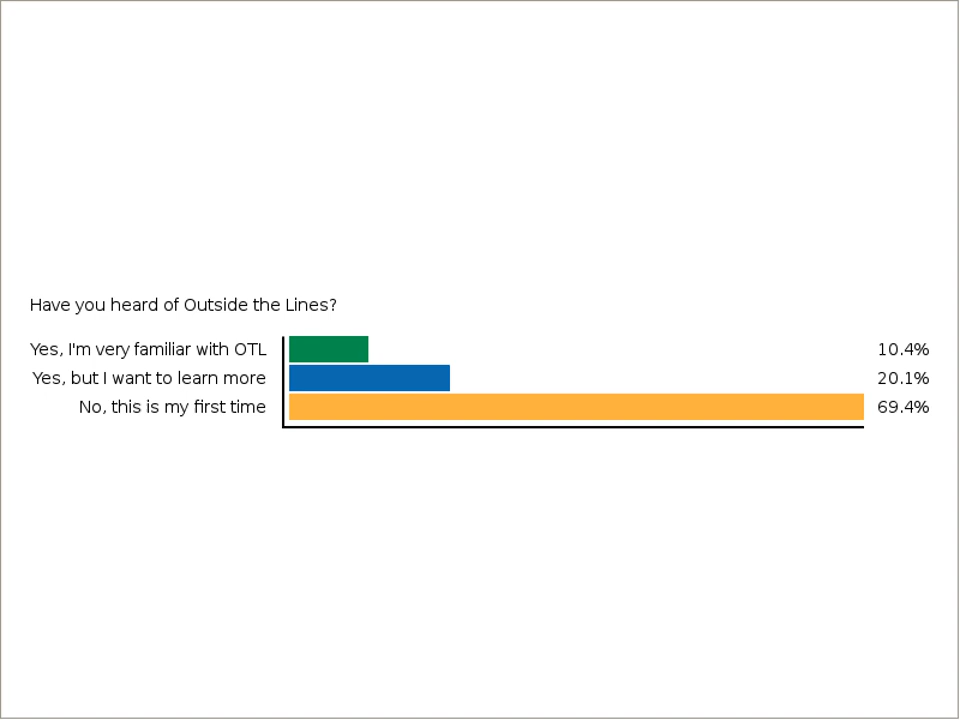 Have you heard of Outside the Lines?
Yes, I'm very familiar with OTL 10.4%
Yes, but I want to learn more 20.1%
No, this is my first time 69.4%